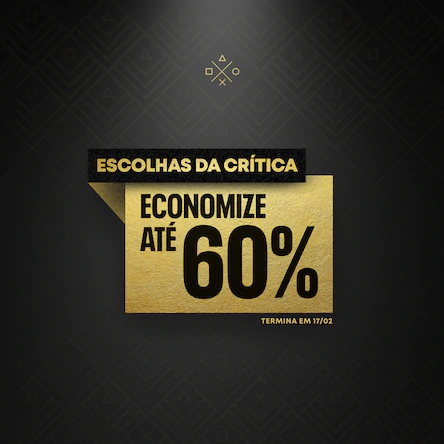 ESCOLHAS DA CRÍTICA
ECONOMIZE
ATÉ 60%
TERMINA EM 17/02